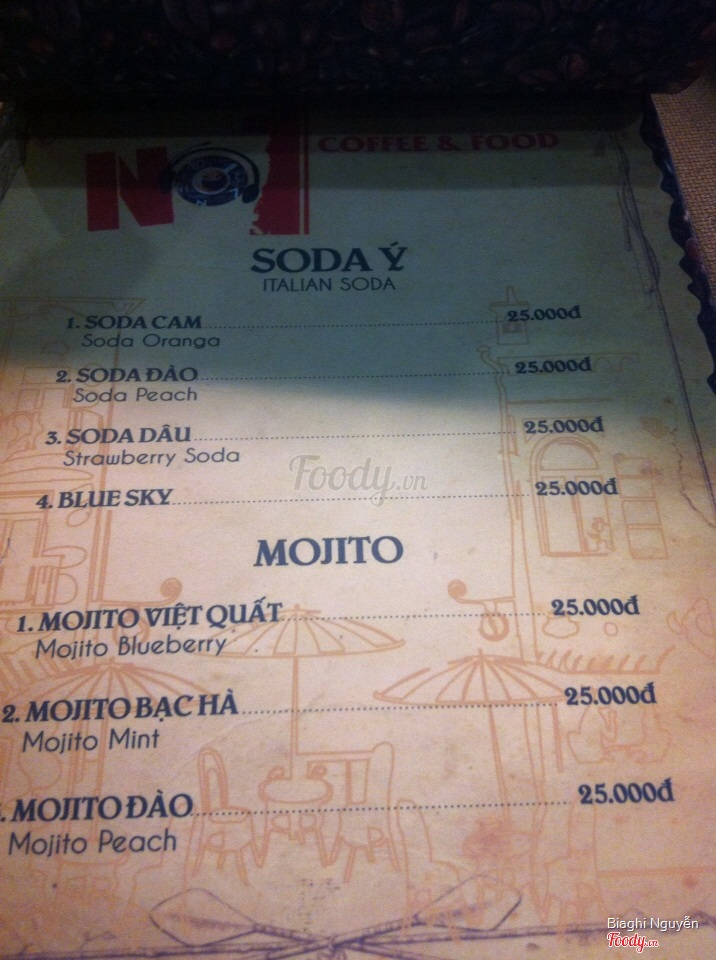 No1
COFFEE & FOOD
SODA Ý
ITALIAN SODA
1. SODA CAM 25.000đ
Soda Oranga
2. SODA ĐÀO 25.000đ
Soda Peach
3. SODA DÂU 25.000đ
Strawberry Soda
Foody.vn
4. BLUE SKY 25.000đ
MOJITO
1. MOJITO VIỆT QUẤT 25.000đ
Mojito Blueberry
2. MOJITO BẠC HÀ 25.000đ
Mojito Mint
. MOJITO ĐÀO 25.000đ
Mojito Peach
Biaghi Nguyễn
Foody.vn